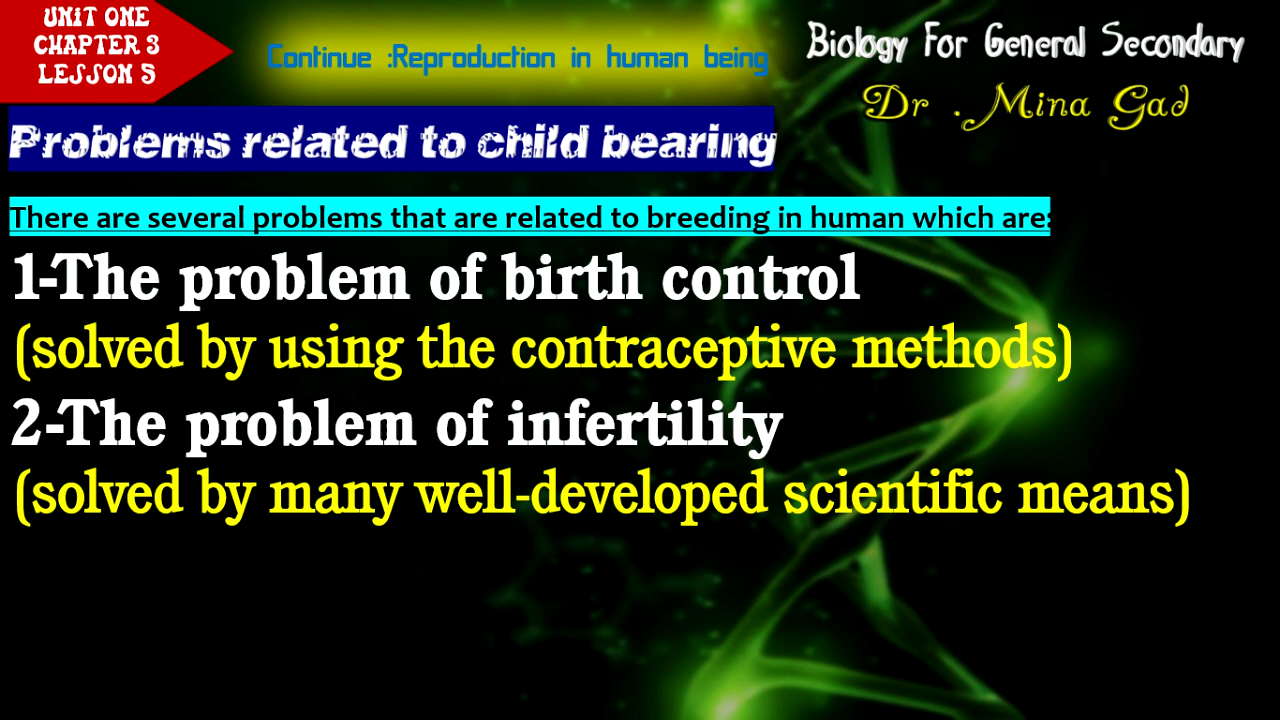 UNIT ONE
CHAPTER 3
LESSON 5
Continue :Reproduction in human being
Biology For General Secondary
Dr .Mina Gad
Problems related to child bearing
There are several problems that are related to breeding in human which are:
1-The problem of birth control
(solved by using the contraceptive methods)
2-The problem of infertility
(solved by many well-developed scientific means)